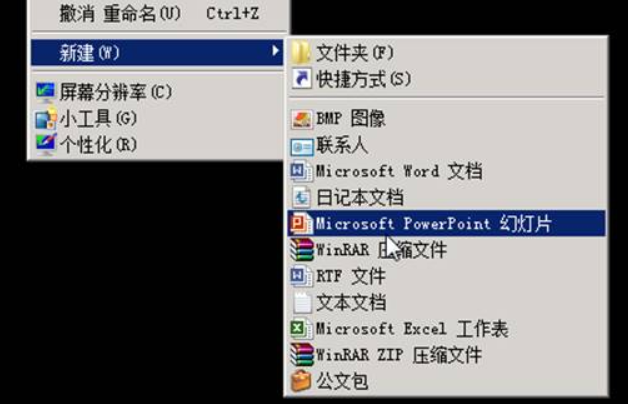 撤消 重命名(U) Ctrl+Z
新建(W)
屏幕分辨率(C)
小工具(G)
个性化(R)
文件夹(F)
快捷方式(S)
BMP 图像
联系人
Microsoft Word 文档
日记本文档
Microsoft PowerPoint 幻灯片
WinRAR 压缩文件
RTF 文件
文本文档
Microsoft Excel 工作表
WinRAR ZIP 压缩文件
公文包